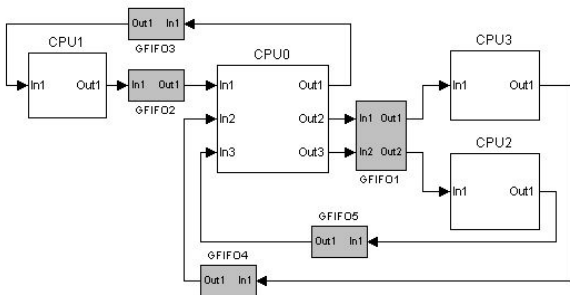 Out1 In1
GFIFO3
CPU1
In1 Out1
In1 Out1
GFIFO2
CPU0
In1 Out1
In2 Out2
In3 Out3
In1 Out1
In2 Out2
GFIFO1
CPU3
In1 Out1
CPU2
In1 Out1
GFIFO5
Out1 In1
GFIFO4
Out1 In1